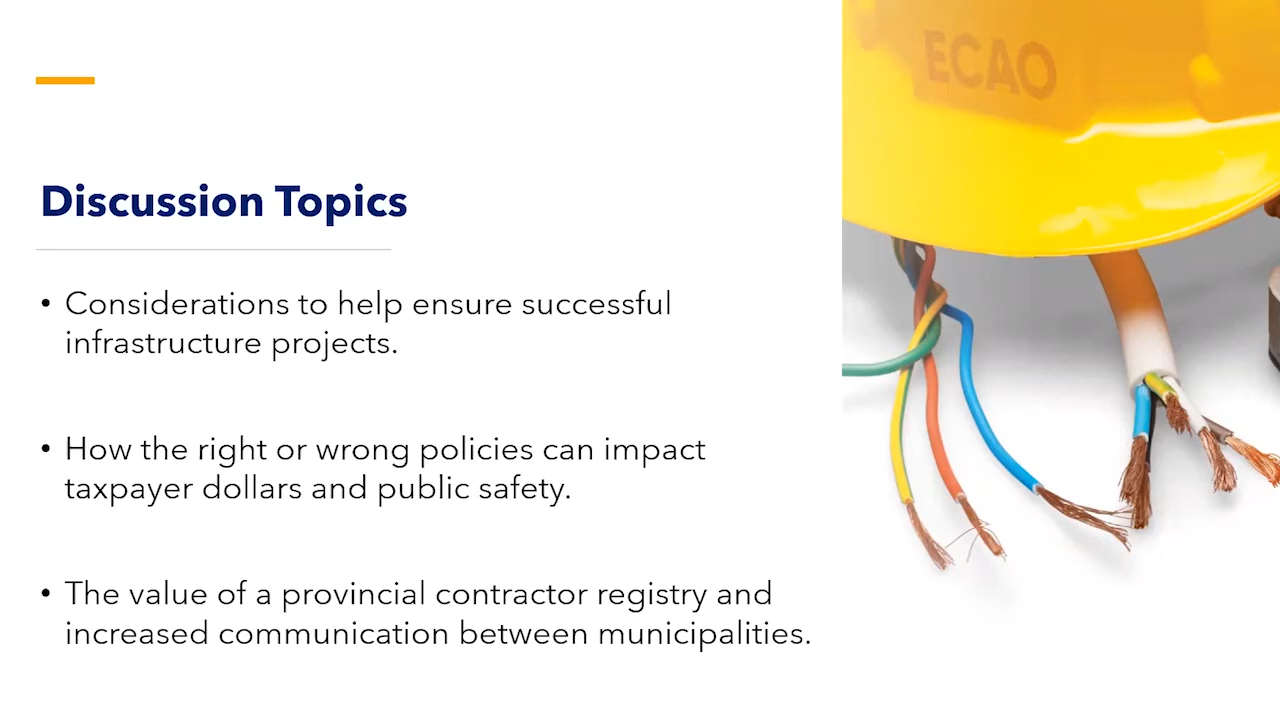 ECAO
Discussion Topics
• Considerations to help ensure successful
infrastructure projects.
• How the right or wrong policies can impact
taxpayer dollars and public safety.
• The value of a provincial contractor registry and
increased communication between municipalities.